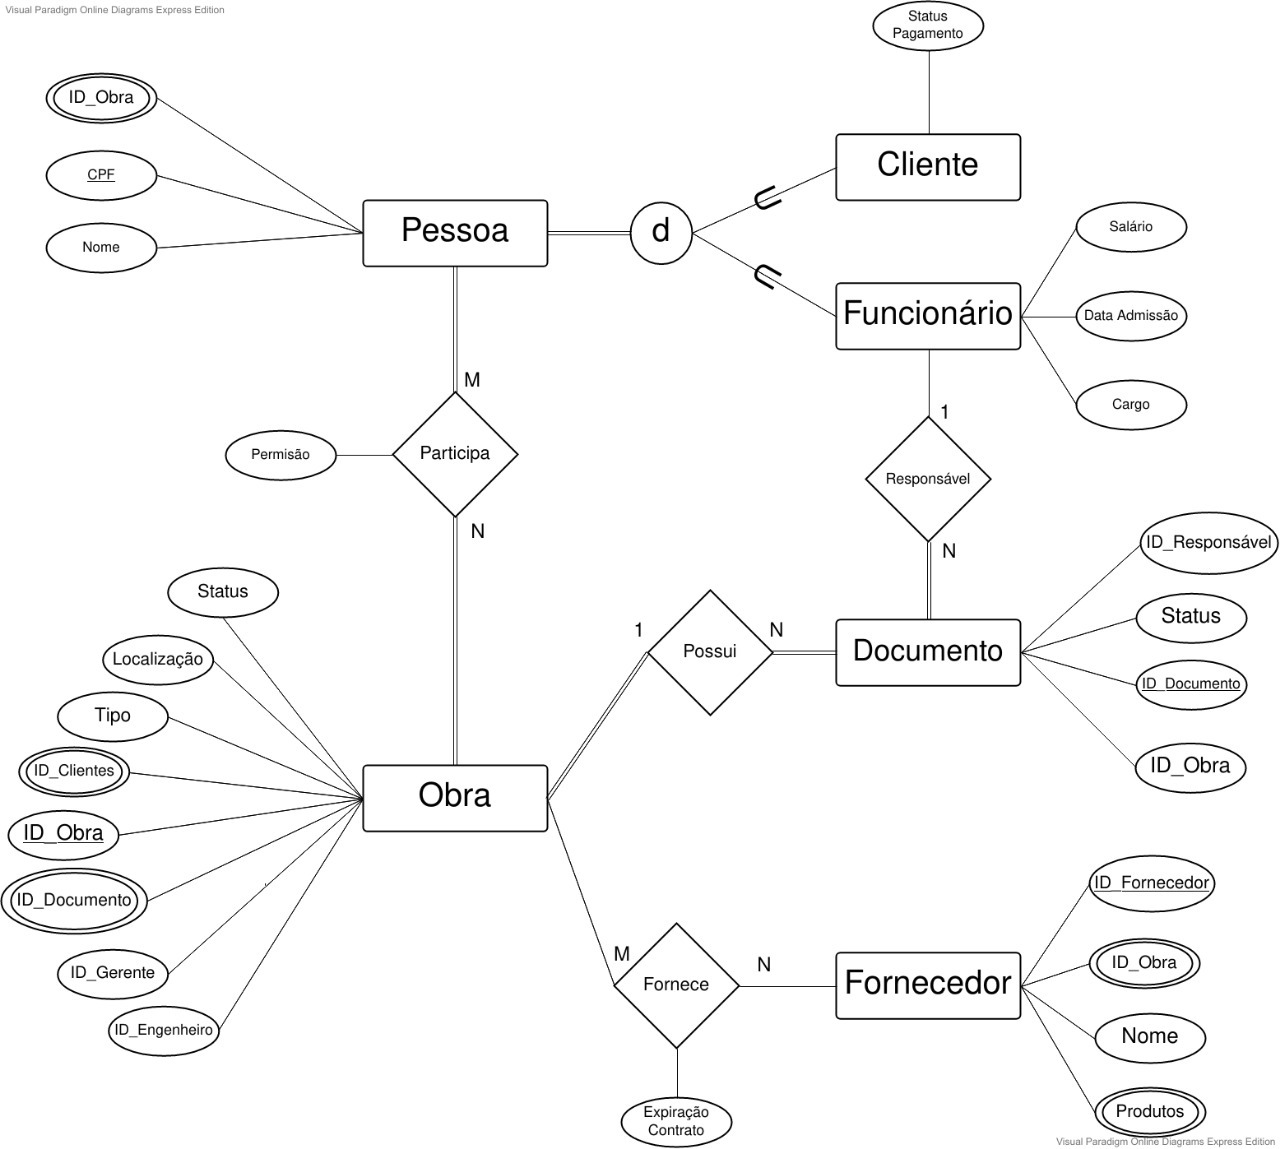 Visual Paradigm Online Diagrams Express Edition
Status
Pagamento
ID_Obra
Cliente
CPF
Pessoa
d
Salário
Nome
Funcionário
Data Admissão
M
Cargo
1
Permisão
Participa
Responsável
N
N
ID_Responsável
Status
Status
Localização
1
Possui
N
Documento
ID_Documento
Tipo
ID_Clientes
Obra
ID_Obra
ID_Obra
ID_Documento
ID_Fornecedor
ID_Gerente
M
Fornece
N
Fornecedor
ID_Obra
ID_Engenheiro
Nome
Expiração
Contrato
Produtos
Visual Paradigm Online Diagrams Express Edition